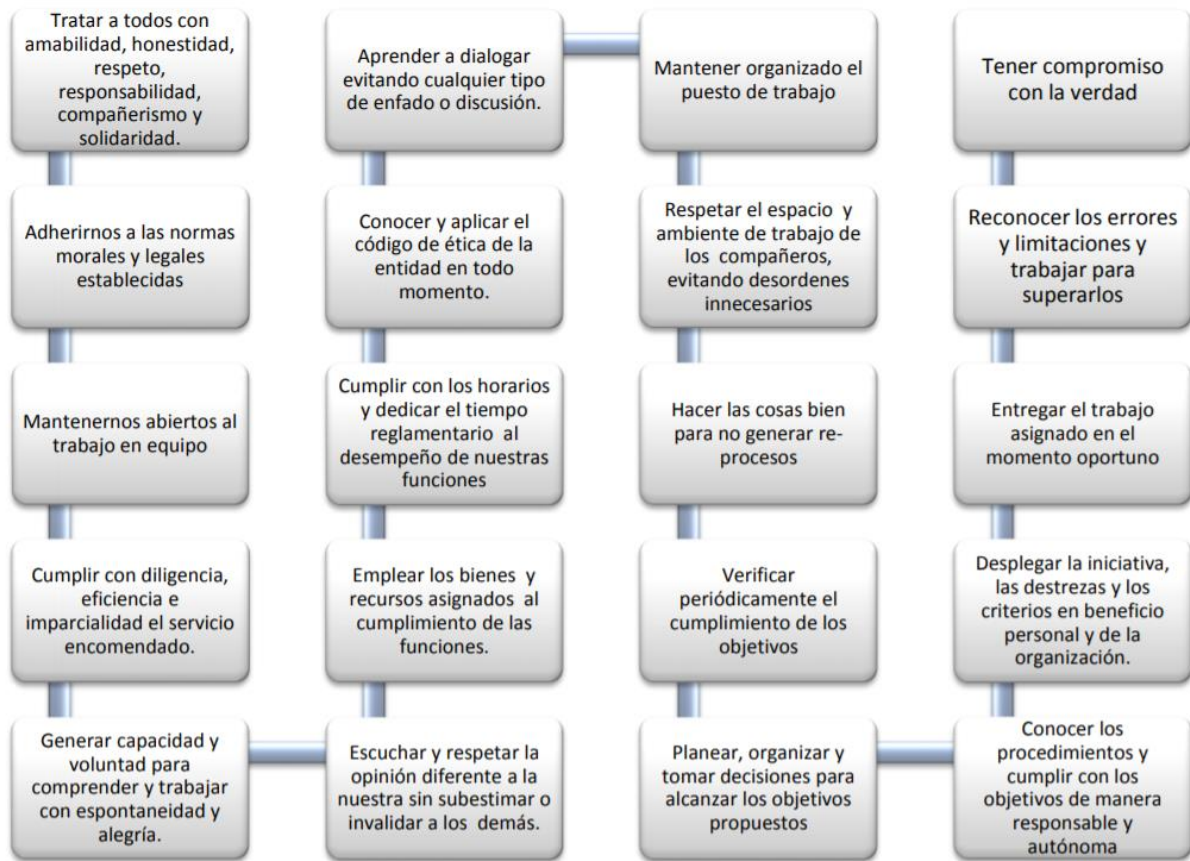 Tratar a todos con
amabilidad, honestidad,
respeto,
responsabilidad,
compañerismo y
solidaridad.
Adherirnos a las normas
morales y legales
establecidas
Mantenernos abiertos al
trabajo en equipo
Cumplir con diligencia,
eficiencia e
imparcialidad el servicio
encomendado.
Generar capacidad y
voluntad para
comprender y trabajar
con espontaneidad y
alegría.
Escuchar y respetar la
opinión diferente a la
nuestra sin subestimar o
invalidar a los demás.
Emplear los bienes y
recursos asignados al
cumplimiento de las
funciones.
Cumplir con los horarios
y dedicar el tiempo
reglamentario al
desempeño de nuestras
funciones
Conocer y aplicar el
código de ética de la
entidad en todo
momento.
Aprender a dialogar
evitando cualquier tipo
de enfado o discusión.
Mantener organizado el
puesto de trabajo
Respetar el espacio y
ambiente de trabajo de
los compañeros,
evitando desordenes
innecesarios
Hacer las cosas bien
para no generar re-
procesos
Verificar
periódicamente el
cumplimiento de los
objetivos
Planear, organizar y
tomar decisiones para
alcanzar los objetivos
propuestos
Conocer los
procedimientos y
cumplir con los
objetivos de manera
responsable y
autónoma
Desplegar la iniciativa,
las destrezas y los
criterios en beneficio
personal y de la
organización.
Entregar el trabajo
asignado en el
momento oportuno
Reconocer los errores
y limitaciones y
trabajar para
superarlos
Tener compromiso
con la verdad